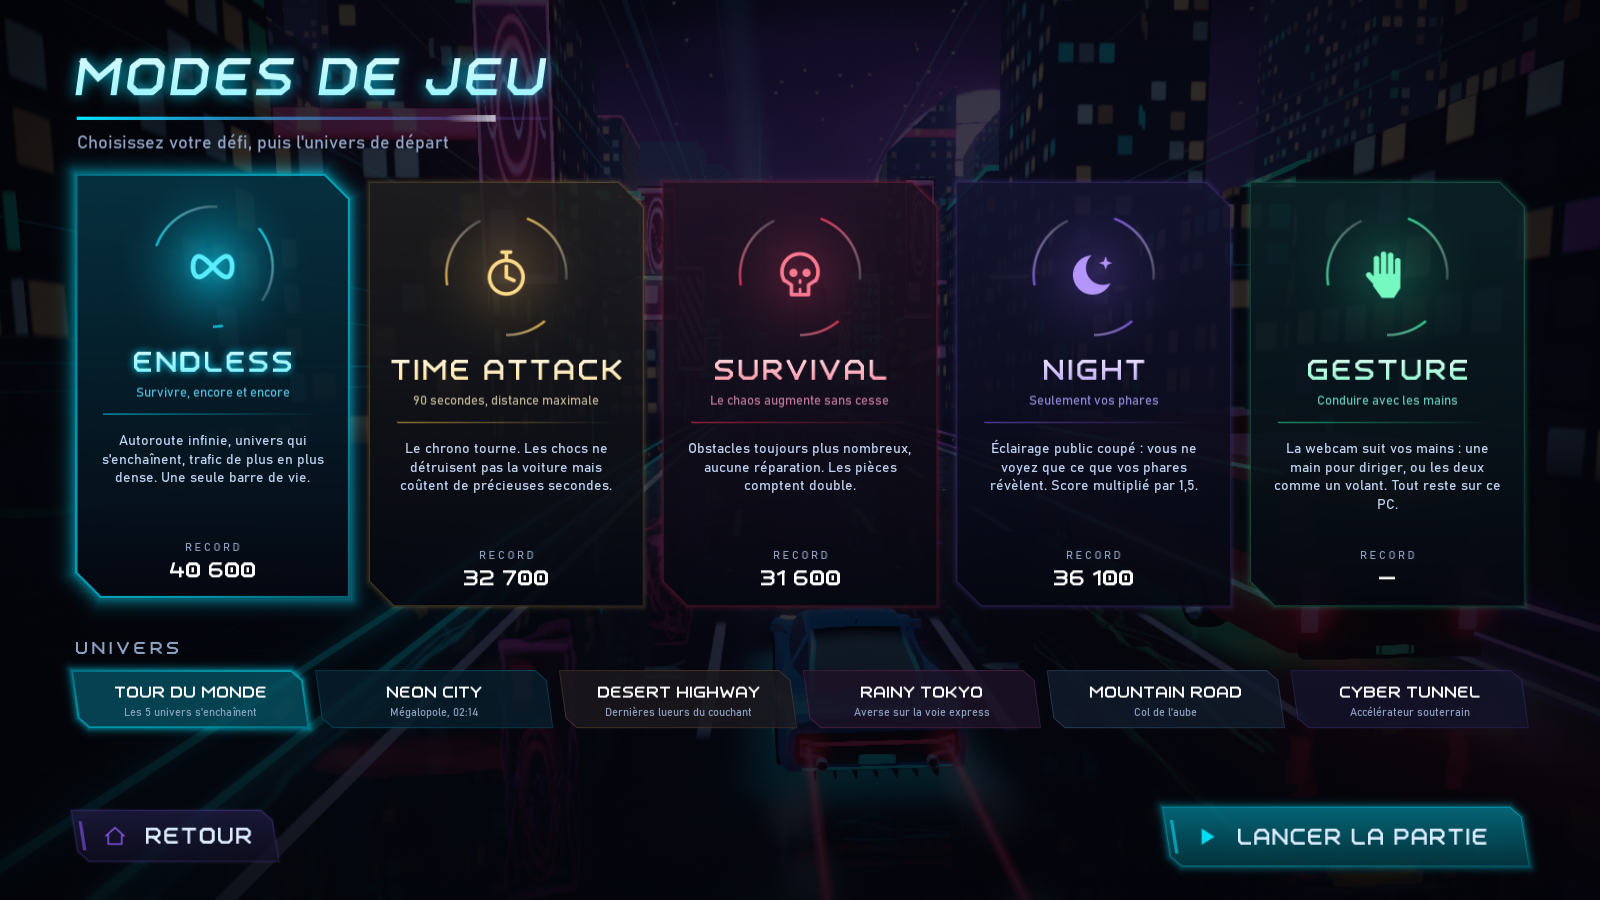 MODES DE JEU
Choisissez votre défi, puis l'univers de départ
ENDLESS
Survivre, encore et encore
Autoroute infinie, univers qui
s'enchaînent, trafic de plus en plus
dense. Une seule barre de vie.
RECORD
40 600
TIME ATTACK
90 secondes, distance maximale
Le chrono tourne. Les chocs ne
détruisent pas la voiture mais
coûtent de précieuses secondes.
RECORD
32 700
SURVIVAL
Le chaos augmente sans cesse
Obstacles toujours plus nombreux,
aucune réparation. Les pièces
comptent double.
RECORD
31 600
NIGHT
Seulement vos phares
Éclairage public coupé : vous ne
voyez que ce que vos phares
révèlent. Score multiplié par 1,5.
RECORD
36 100
GESTURE
Conduire avec les mains
La webcam suit vos mains : une
main pour diriger, ou les deux
comme un volant. Tout reste sur ce
PC.
RECORD
—
UNIVERS
TOUR DU MONDE
Les 5 univers s'enchaînent
NEON CITY
Mégalopole, 02:14
DESERT HIGHWAY
Dernières lueurs du couchant
RAINY TOKYO
Averse sur la voie express
MOUNTAIN ROAD
Col de l'aube
CYBER TUNNEL
Accélérateur souterrain
RETOUR
LANCER LA PARTIE